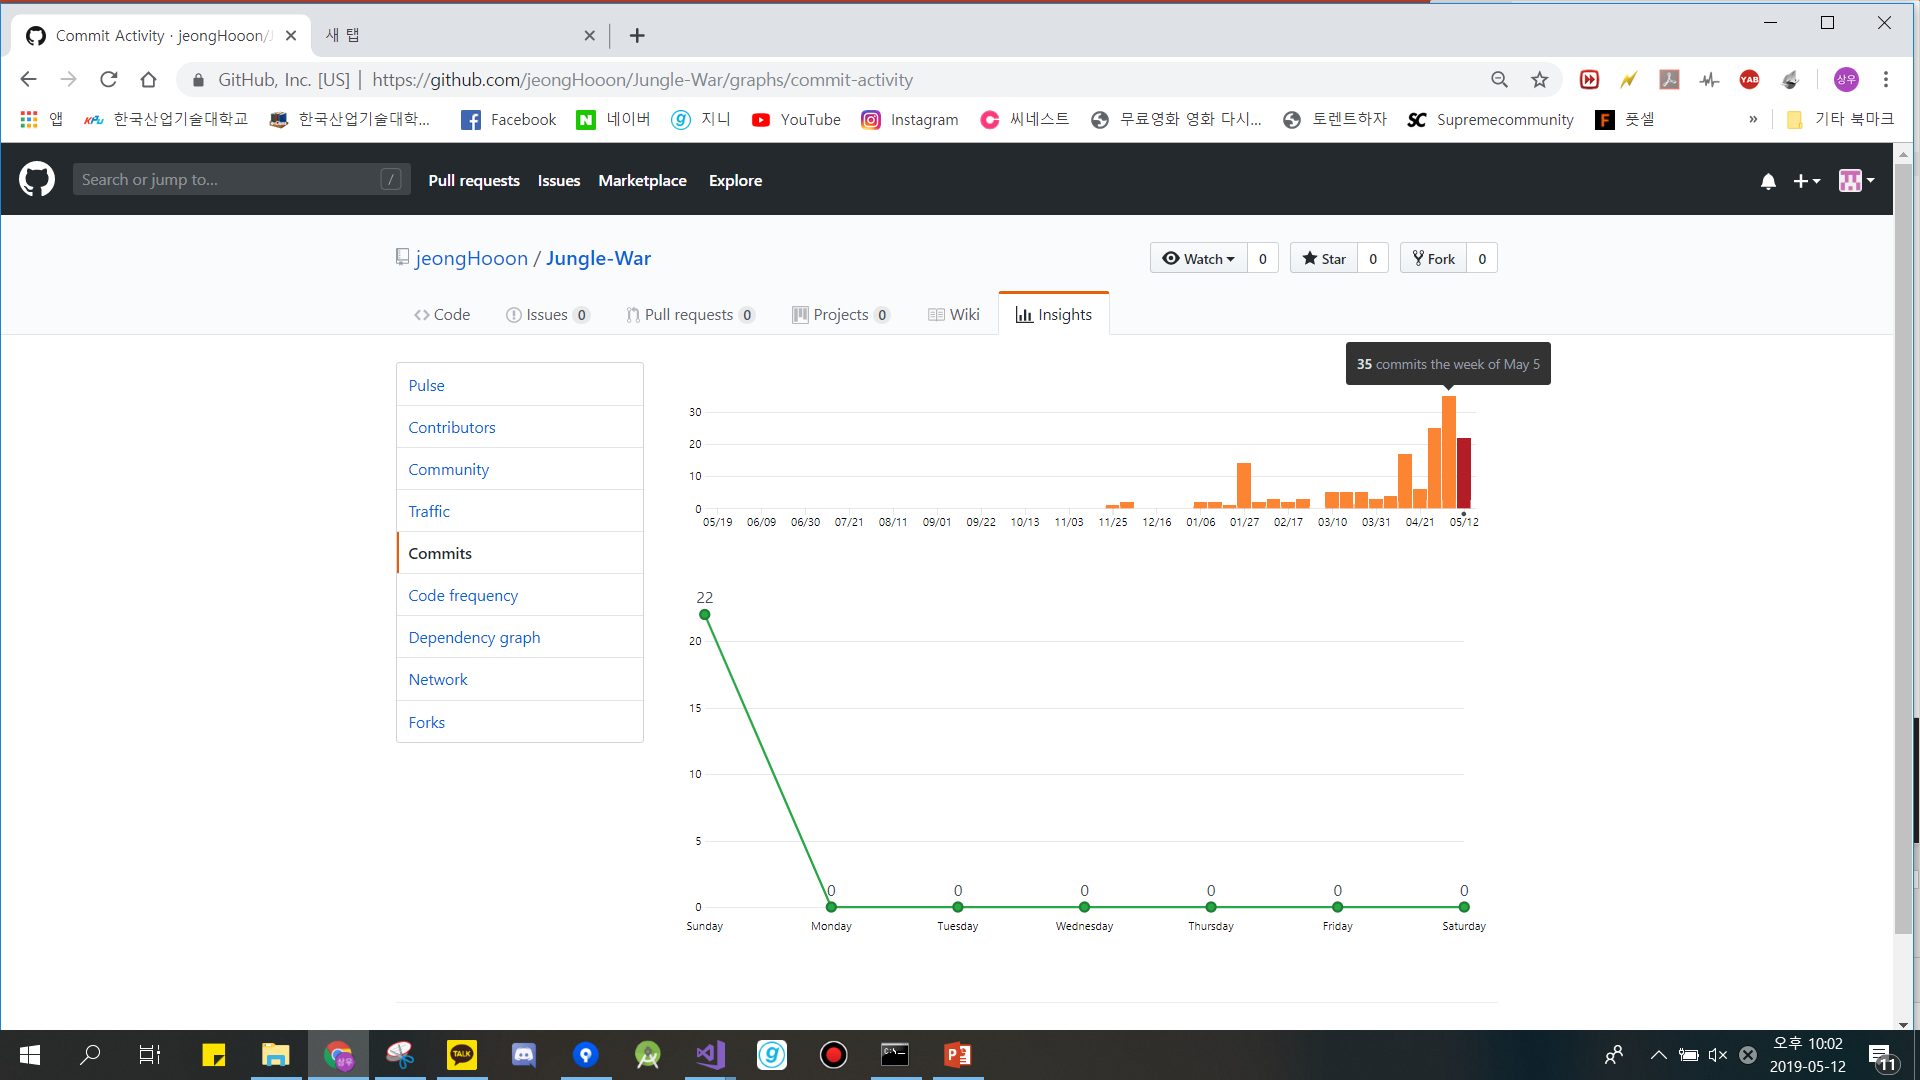 Commit Activity · jeongHooon/J
새 탭
GitHub, Inc. [US] | https://github.com/jeongHooon/Jungle-War/graphs/commit-activity
YAB
상우
앱
KPU 한국산업기술대학교
한국산업기술대학...
Facebook
네이버
지니
YouTube
Instagram
씨네스트
무료영화 영화 다시...
토렌트하자
SC Supremecommunity
F 풋셀
»
기타 북마크
Search or jump to... /
Pull requests Issues Marketplace Explore
jeongHooon / Jungle-War
Watch 0
Star 0
Fork 0
Code
Issues 0
Pull requests 0
Projects 0
Wiki
Insights
Pulse
Contributors
Community
Traffic
Commits
Code frequency
Dependency graph
Network
Forks
35 commits the week of May 5
30
20
10
0
05/19 06/09 06/30 07/21 08/11 09/01 09/22 10/13 11/03 11/25 12/16 01/06 01/27 02/17 03/10 03/31 04/21 05/12
22
20
15
10
5
0
0 0 0 0 0 0
Sunday Monday Tuesday Wednesday Thursday Friday Saturday
TALK
오후 10:02
2019-05-12
11